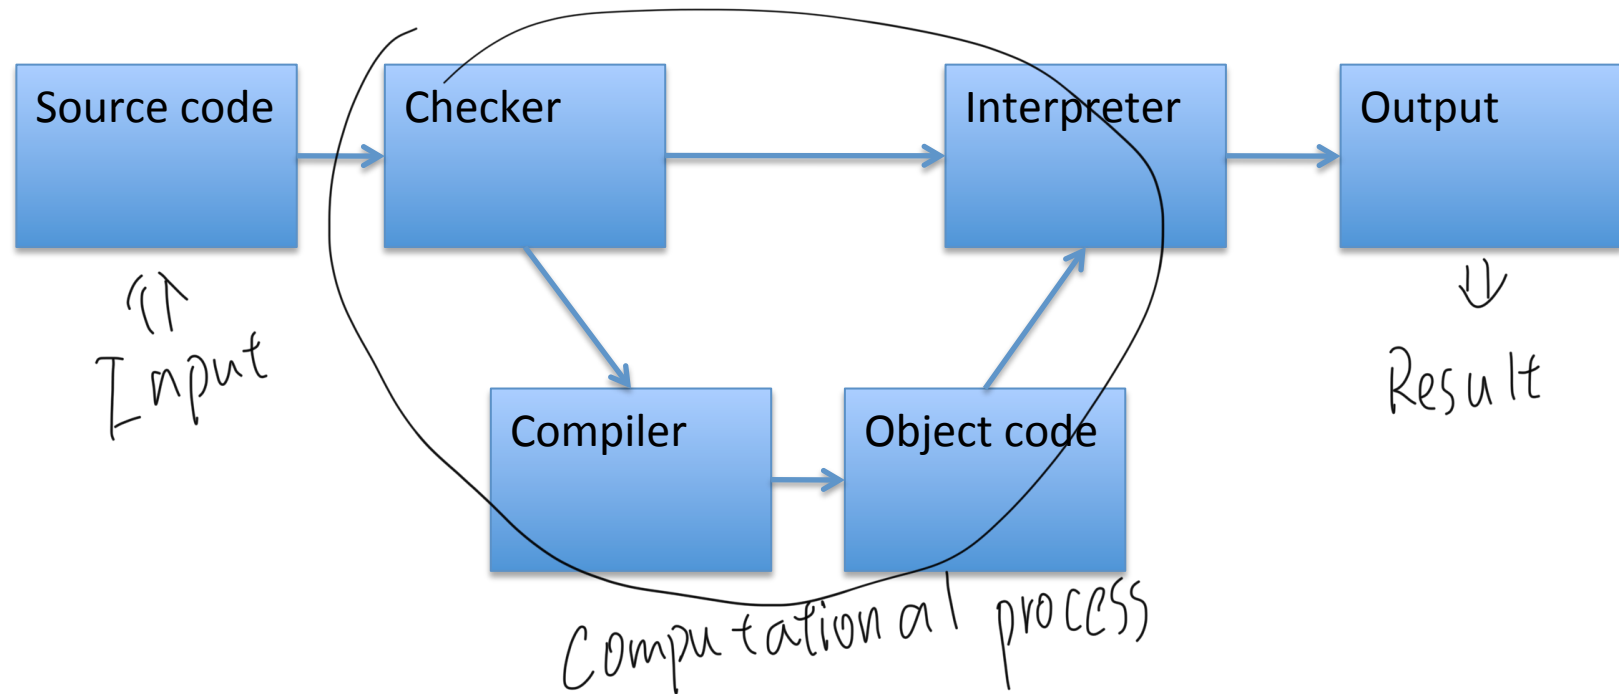 Source code
Checker
Interpreter
Output
Input
Result
Compiler
Object code
Computational process